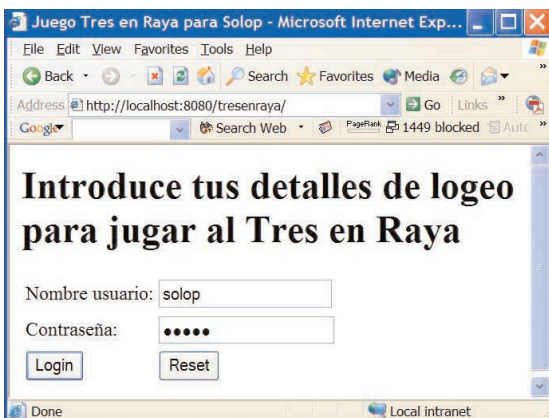 Juego Tres en Raya para Solop - Microsoft Internet Exp...
File Edit View Favorites Tools Help
Back Search Favorites Media
Address http://localhost:8080/tresenraya/ Go Links »
Google Search Web PageRank 1449 blocked Auto »
Introduce tus detalles de logeo
para jugar al Tres en Raya
Nombre usuario: solop
Contraseña: •••••
Login Reset
Done Local intranet